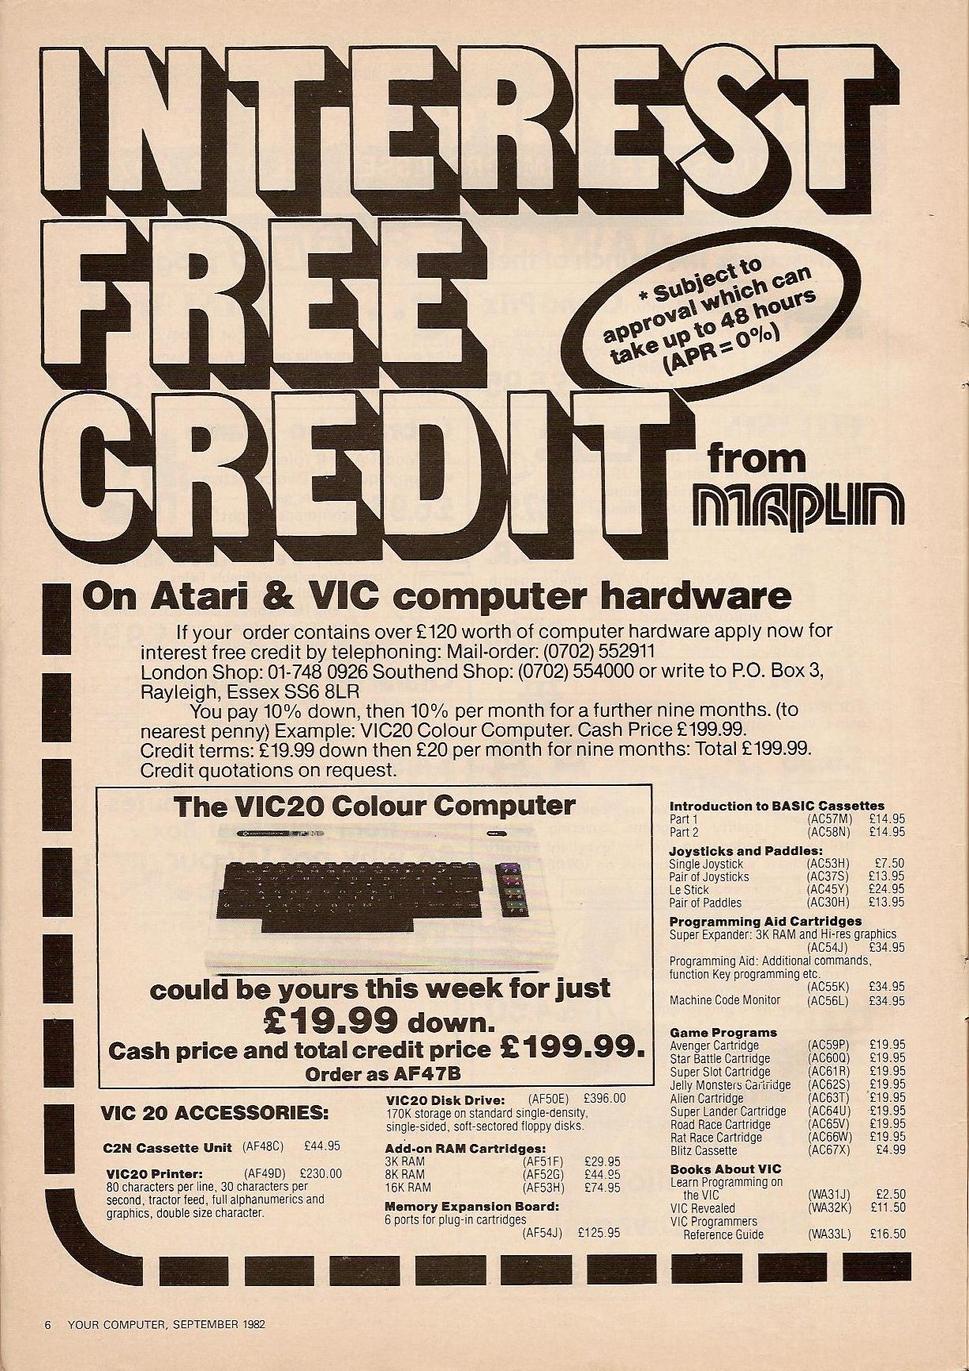 INTEREST
FREE
CREDIT
* Subject to
approval which can
take up to 48 hours
(APR = 0%)
from
MAPLIN
On Atari & VIC computer hardware
If your order contains over £120 worth of computer hardware apply now for
interest free credit by telephoning: Mail-order: (0702) 552911
London Shop: 01-748 0926 Southend Shop: (0702) 554000 or write to P.O. Box 3,
Rayleigh, Essex SS6 8LR
You pay 10% down, then 10% per month for a further nine months. (to
nearest penny) Example: VIC20 Colour Computer. Cash Price £199.99.
Credit terms: £19.99 down then £20 per month for nine months: Total £199.99.
Credit quotations on request.
The VIC20 Colour Computer
could be yours this week for just
£19.99 down.
Cash price and total credit price £199.99.
Order as AF47B
VIC 20 ACCESSORIES:
C2N Cassette Unit (AF48C) £44.95
VIC20 Printer: (AF49D) £230.00
80 characters per line, 30 characters per
second, tractor feed, full alphanumerics and
graphics, double size character.
VIC20 Disk Drive: (AF50E) £396.00
170K storage on standard single-density,
single-sided, soft-sectored floppy disks.
Add-on RAM Cartridges:
3K RAM (AF51F) £29.95
8K RAM (AF52G) £44.95
16K RAM (AF53H) £74.95
Memory Expansion Board:
6 ports for plug-in cartridges
(AF54J) £125.95
Introduction to BASIC Cassettes
Part 1 (AC57M) £14.95
Part 2 (AC58N) £14.95
Joysticks and Paddles:
Single Joystick (AC53H) £7.50
Pair of Joysticks (AC37S) £13.95
Le Stick (AC45Y) £24.95
Pair of Paddles (AC30H) £13.95
Programming Aid Cartridges
Super Expander: 3K RAM and Hi-res graphics
(AC54J) £34.95
Programming Aid: Additional commands,
function Key programming etc.
(AC55K) £34.95
Machine Code Monitor (AC56L) £34.95
Game Programs
Avenger Cartridge (AC59P) £19.95
Star Battle Cartridge (AC60Q) £19.95
Super Slot Cartridge (AC61R) £19.95
Jelly Monsters Cartridge (AC62S) £19.95
Alien Cartridge (AC63T) £19.95
Super Lander Cartridge (AC64U) £19.95
Road Race Cartridge (AC65V) £19.95
Rat Race Cartridge (AC66W) £19.95
Blitz Cassette (AC67X) £4.99
Books About VIC
Learn Programming on
the VIC (WA31J) £2.50
VIC Revealed (WA32K) £11.50
VIC Programmers
Reference Guide (WA33L) £16.50
6 YOUR COMPUTER, SEPTEMBER 1982